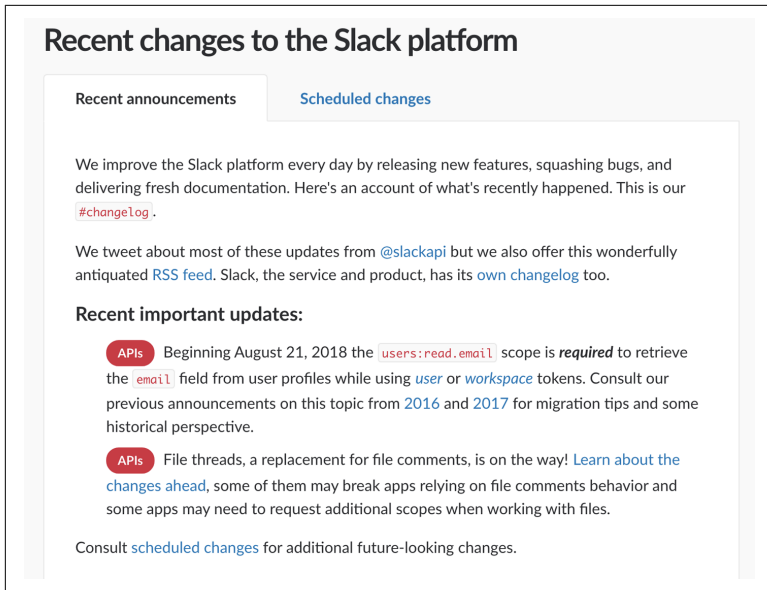 Recent changes to the Slack platform
Recent announcements
Scheduled changes
We improve the Slack platform every day by releasing new features, squashing bugs, and
delivering fresh documentation. Here's an account of what's recently happened. This is our
#changelog.
We tweet about most of these updates from @slackapi but we also offer this wonderfully
antiquated RSS feed. Slack, the service and product, has its own changelog too.
Recent important updates:
APIs Beginning August 21, 2018 the users:read.email scope is required to retrieve
the email field from user profiles while using user or workspace tokens. Consult our
previous announcements on this topic from 2016 and 2017 for migration tips and some
historical perspective.
APIs File threads, a replacement for file comments, is on the way! Learn about the
changes ahead, some of them may break apps relying on file comments behavior and
some apps may need to request additional scopes when working with files.
Consult scheduled changes for additional future-looking changes.